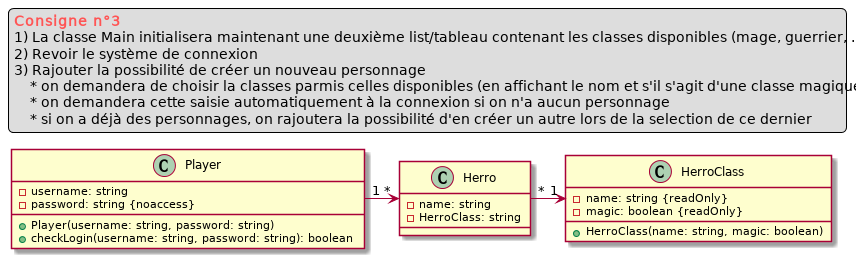 Consigne n°3
1) La classe Main initialisera maintenant une deuxième list/tableau contenant les classes disponibles (mage, guerrier, ..
2) Revoir le système de connexion
3) Rajouter la possibilité de créer un nouveau personnage
* on demandera de choisir la classes parmis celles disponibles (en affichant le nom et s'il s'agit d'une classe magique
* on demandera cette saisie automatiquement à la connexion si on n'a aucun personnage
* si on a déjà des personnages, on rajoutera la possibilité d'en créer un autre lors de la selection de ce dernier
C Player
username: string
password: string {noaccess}
Player(username: string, password: string)
checkLogin(username: string, password: string): boolean
1 *
C Herro
name: string
HerroClass: string
* 1
C HerroClass
name: string {readOnly}
magic: boolean {readOnly}
HerroClass(name: string, magic: boolean)